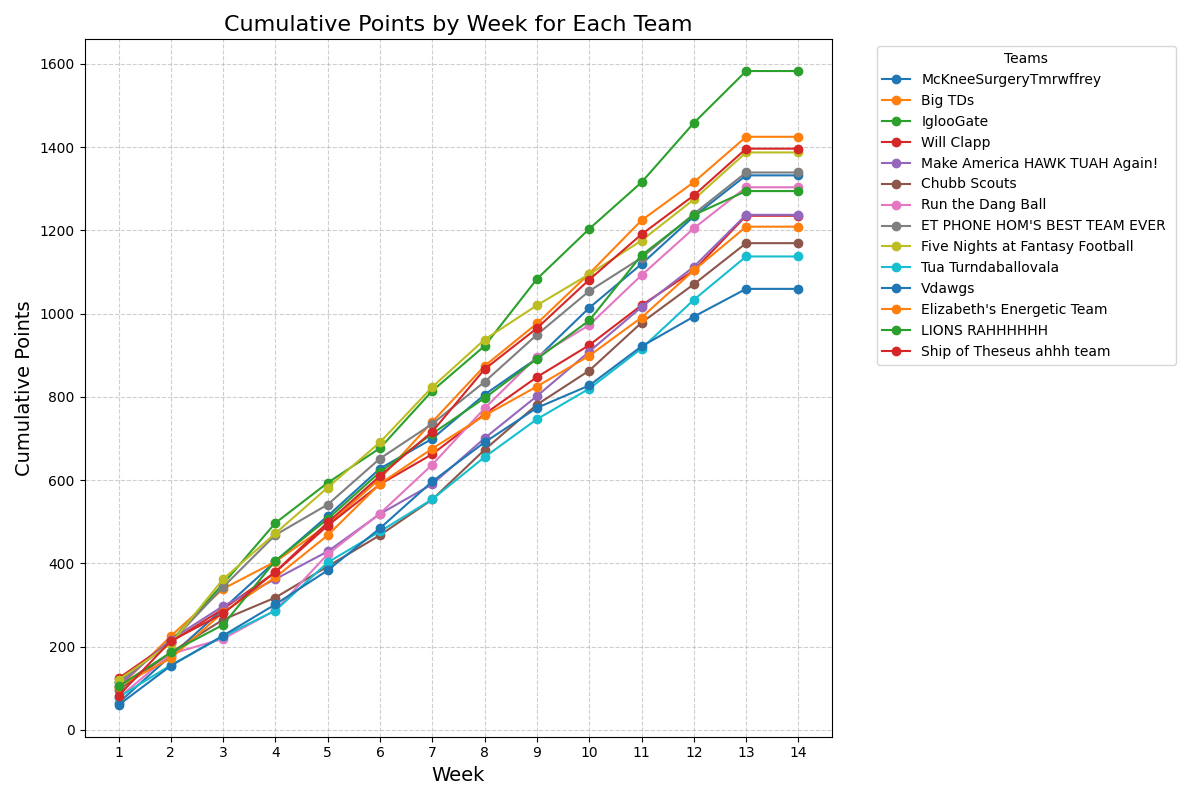 Cumulative Points by Week for Each Team
Cumulative Points
1600
1400
1200
1000
800
600
400
200
0
1 2 3 4 5 6 7 8 9 10 11 12 13 14
Week
Teams
McKneeSurgeryTmrwffrey
Big TDs
IglooGate
Will Clapp
Make America HAWK TUAH Again!
Chubb Scouts
Run the Dang Ball
ET PHONE HOM'S BEST TEAM EVER
Five Nights at Fantasy Football
Tua Turndaballovala
Vdawgs
Elizabeth's Energetic Team
LIONS RAHHHHHH
Ship of Theseus ahhh team